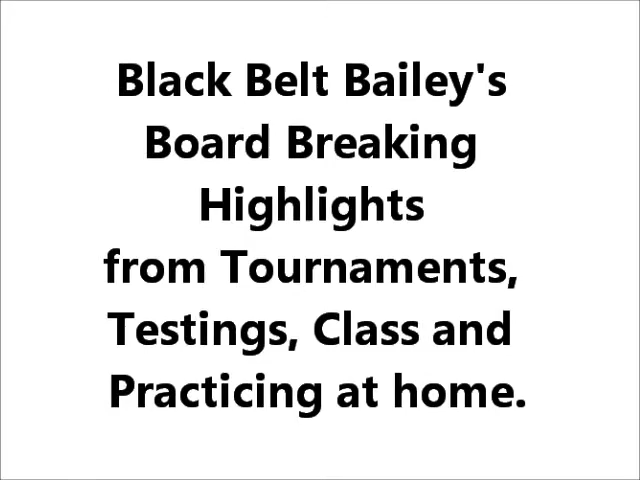 Black Belt Bailey's
Board Breaking
Highlights
from Tournaments,
Testings, Class and
Practicing at home.